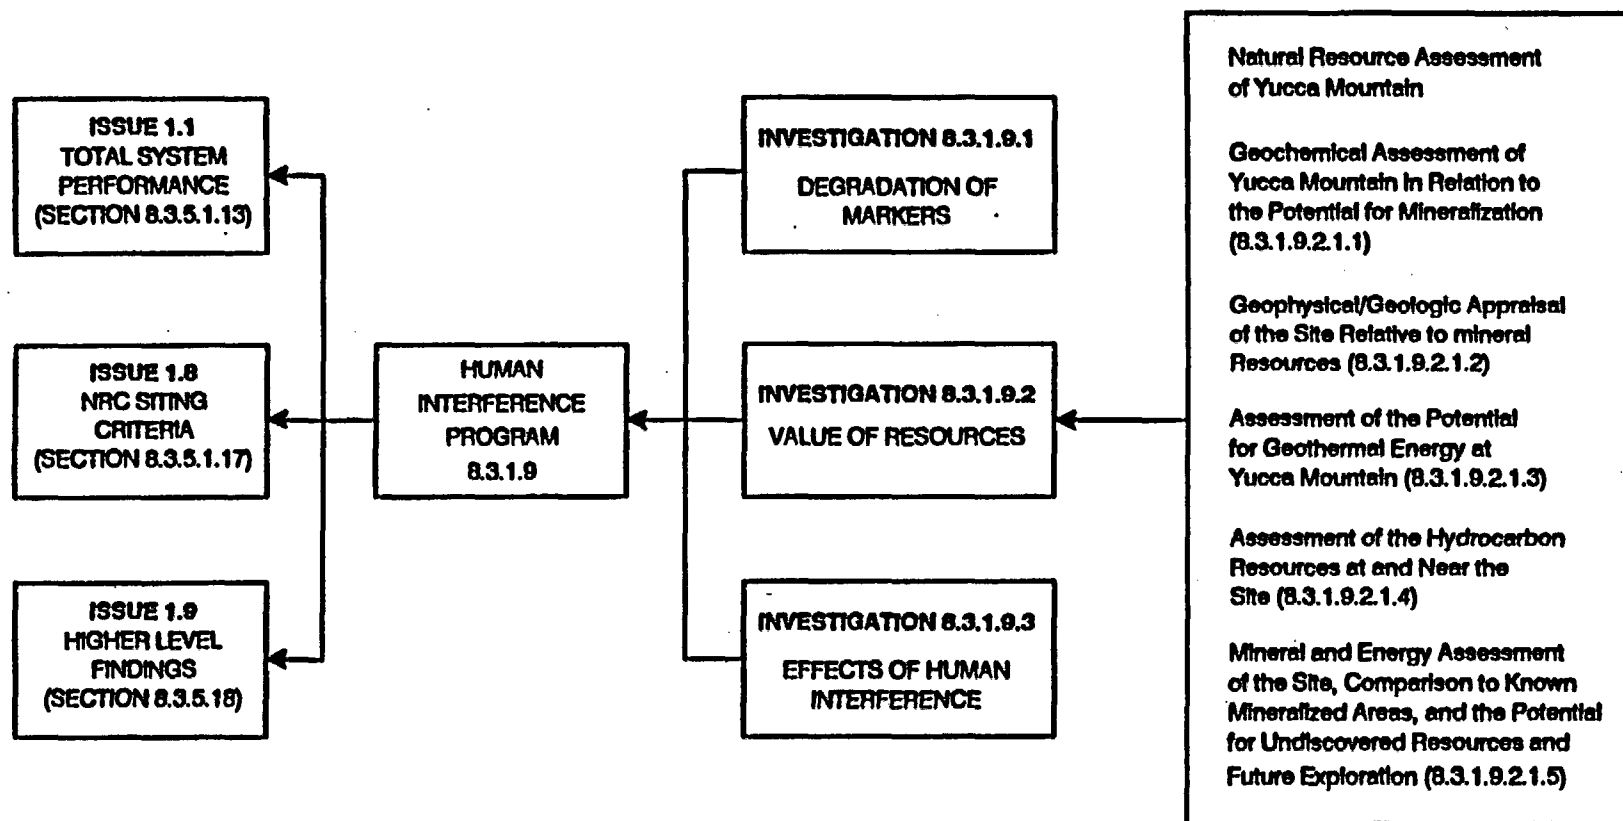 ISSUE 1.1
TOTAL SYSTEM
PERFORMANCE
(SECTION 8.3.5.1.13)
ISSUE 1.8
NRC SITING
CRITERIA
(SECTION 8.3.5.1.17)
ISSUE 1.9
HIGHER LEVEL
FINDINGS
(SECTION 8.3.5.18)
HUMAN
INTERFERENCE
PROGRAM
8.3.1.9
INVESTIGATION 8.3.1.9.1
DEGRADATION OF
MARKERS
INVESTIGATION 8.3.1.9.2
VALUE OF RESOURCES
INVESTIGATION 8.3.1.9.3
EFFECTS OF HUMAN
INTERFERENCE
Natural Resource Assessment
of Yucca Mountain
Geochemical Assessment of
Yucca Mountain in Relation to
the Potential for Mineralization
(8.3.1.9.2.1.1)
Geophysical/Geologic Appraisal
of the Site Relative to mineral
Resources (8.3.1.9.2.1.2)
Assessment of the Potential
for Geothermal Energy at
Yucca Mountain (8.3.1.9.2.1.3)
Assessment of the Hydrocarbon
Resources at and Near the
Site (8.3.1.9.2.1.4)
Mineral and Energy Assessment
of the Site, Comparison to Known
Mineralized Areas, and the Potential
for Undiscovered Resources and
Future Exploration (8.3.1.9.2.1.5)